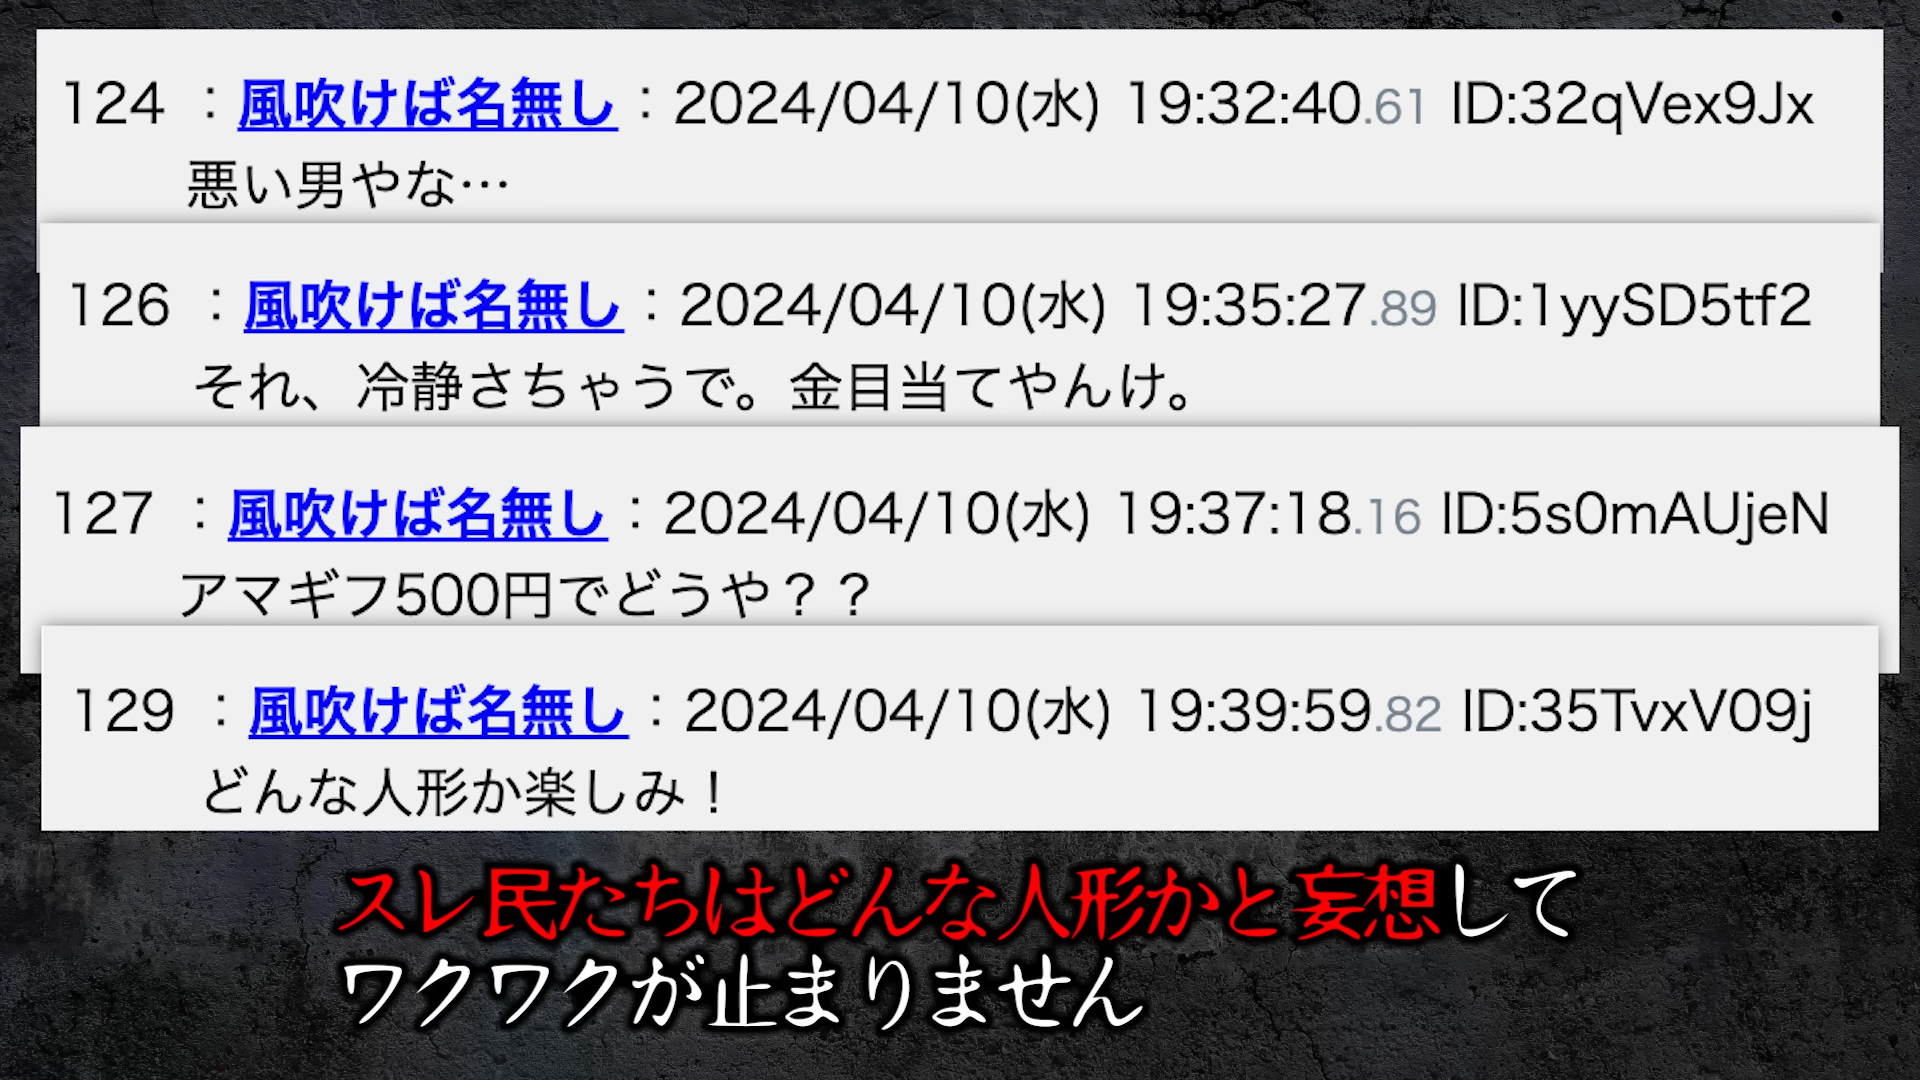 124 ：風吹けば名無し：2024/04/10(水) 19:32:40.61 ID:32qVex9Jx
悪い男やな…
126 ：風吹けば名無し：2024/04/10(水) 19:35:27.89 ID:1yySD5tf2
それ、冷静さちゃうで。金目当てやんけ。
127 ：風吹けば名無し：2024/04/10(水) 19:37:18.16 ID:5s0mAUjeN
アマギフ500円でどうや？？
129 ：風吹けば名無し：2024/04/10(水) 19:39:59.82 ID:35TvxV09j
どんな人形か楽しみ！
スレ民たちはどんな人形かと妄想して
ワクワクが止まりません